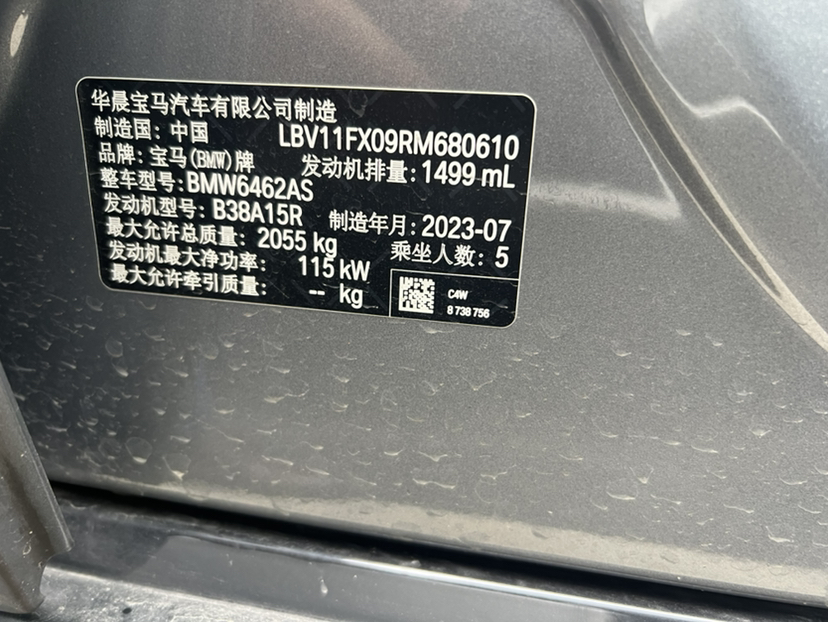 华晨宝马汽车有限公司制造
制造国：中国 LBV11FX09RM680610
品牌：宝马(BMW)牌 发动机排量：1499 mL
整车型号：BMW6462AS
发动机型号：B38A15R 制造年月：2023-07
最大允许总质量：2055 kg 乘坐人数：5
发动机最大净功率：115 kW
最大允许牵引质量：-- kg
C4W
8 738 756